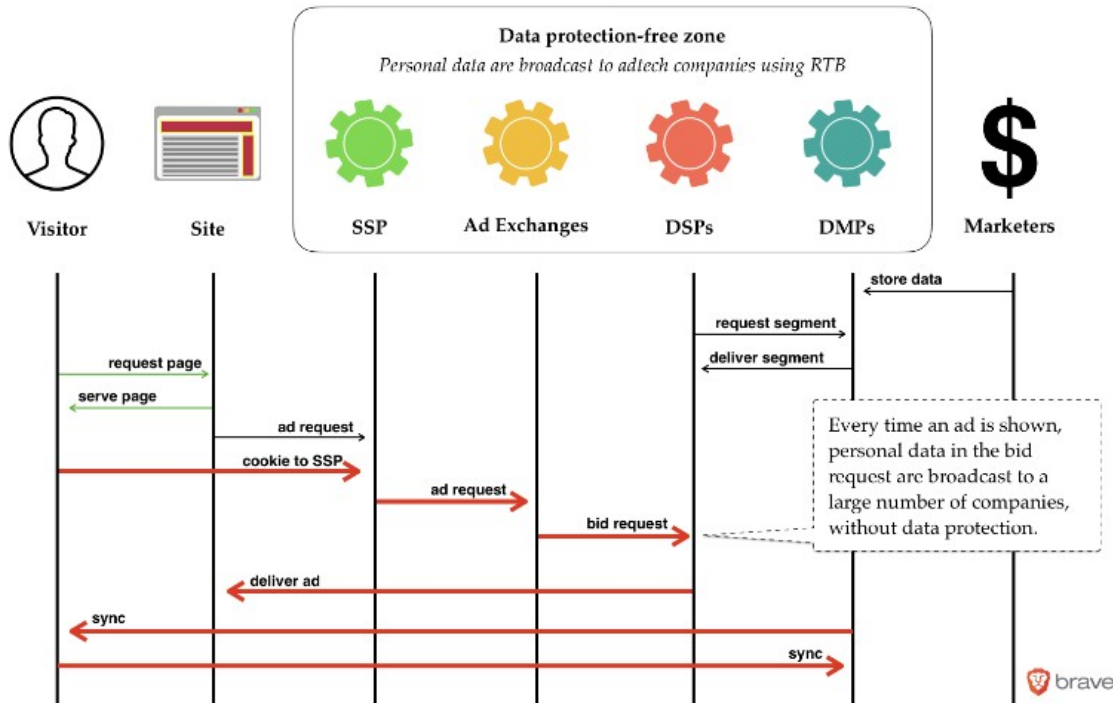 Data protection-free zone
Personal data are broadcast to adtech companies using RTB
Visitor
Site
SSP
Ad Exchanges
DSPs
DMPs
Marketers
store data
request segment
deliver segment
request page
serve page
ad request
cookie to SSP
ad request
bid request
Every time an ad is shown,
personal data in the bid
request are broadcast to a
large number of companies,
without data protection.
deliver ad
sync
sync
brave